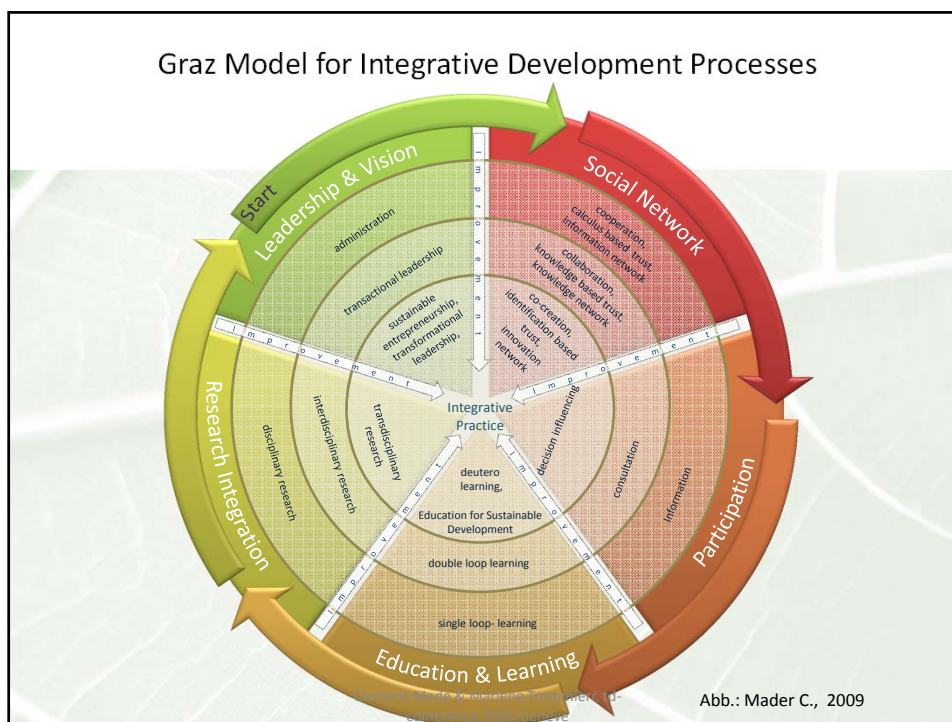 Graz Model for Integrative Development Processes
Start
Leadership & Vision
administration
transactional leadership
sustainable
entrepreneurship,
transformational
leadership,
Improvement
Social Network
cooperation,
calculus based trust,
information network
collaboration,
knowledge based trust,
knowledge network
co-creation,
identification based
trust,
innovation
network
Improvement
Participation
Information
consultation
decision influencing
Improvement
Education & Learning
single loop- learning
double loop learning
deutero
learning,
Education for Sustainable
Development
Improvement
Research Integration
disciplinary research
interdisciplinary research
transdisciplinary
research
Improvement
Integrative
Practice
Abb.: Mader C., 2009